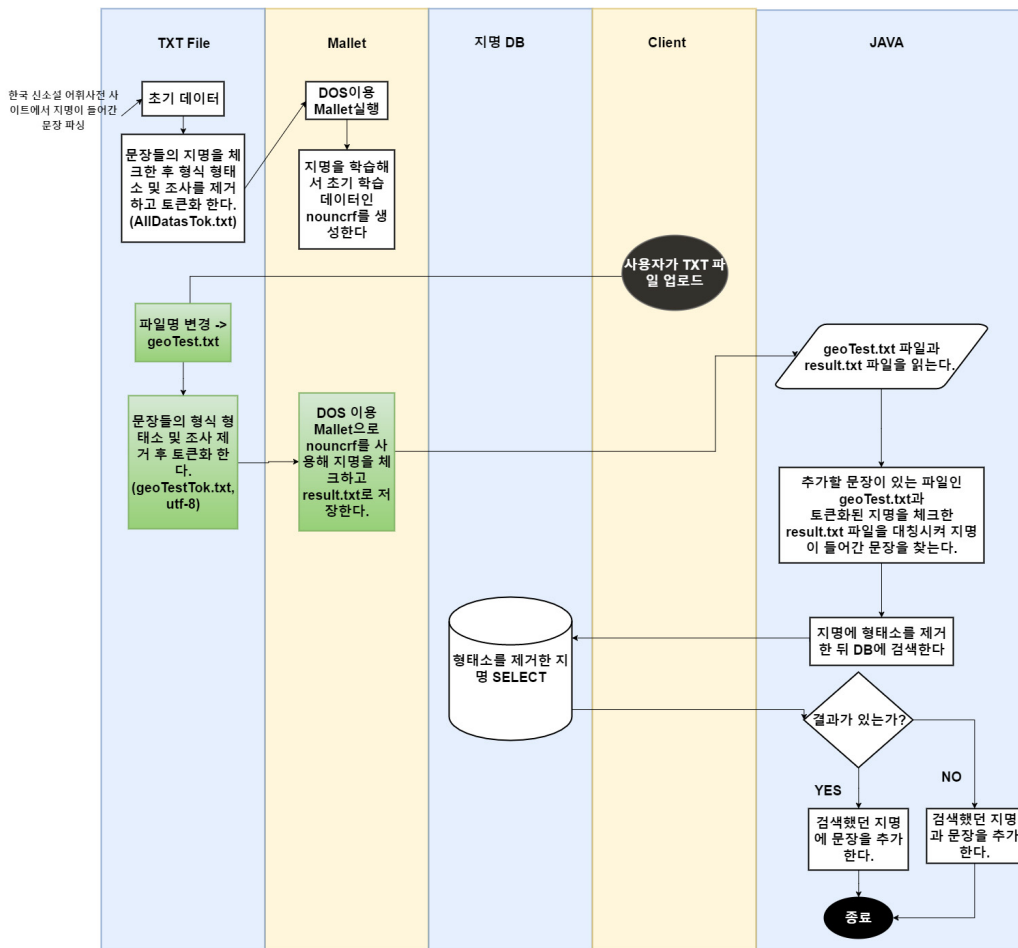 TXT File
Mallet
지명 DB
Client
JAVA
한국 신소설 어휘사전 사
이트에서 지명이 들어간
문장 파싱
초기 데이터
문장들의 지명을 체
크한 후 형식 형태
소 및 조사를 제거
하고 토큰화 한다.
(AllDatasTok.txt)
DOS이용
Mallet실행
지명을 학습해
서 초기 학습
데이터인
nouncrf를 생
성한다
사용자가 TXT 파
일 업로드
파일명 변경 ->
geoTest.txt
문장들의 형식 형
태소 및 조사 제
거 후 토큰화 한
다.
(geoTestTok.txt,
utf-8)
DOS 이용
Mallet으로
nouncrf를 사
용해 지명을 체
크하고
result.txt로 저
장한다.
geoTest.txt 파일과
result.txt 파일을 읽는다.
추가할 문장이 있는 파일인
geoTest.txt과
토큰화된 지명을 체크한
result.txt 파일을 대칭시켜 지명
이 들어간 문장을 찾는다.
지명에 형태소를 제거
한 뒤 DB에 검색한다
형태소를 제거한 지
명 SELECT
결과가 있는가?
YES
NO
검색했던 지명
에 문장을 추가
한다.
검색했던 지명
과 문장을 추가
한다.
종료